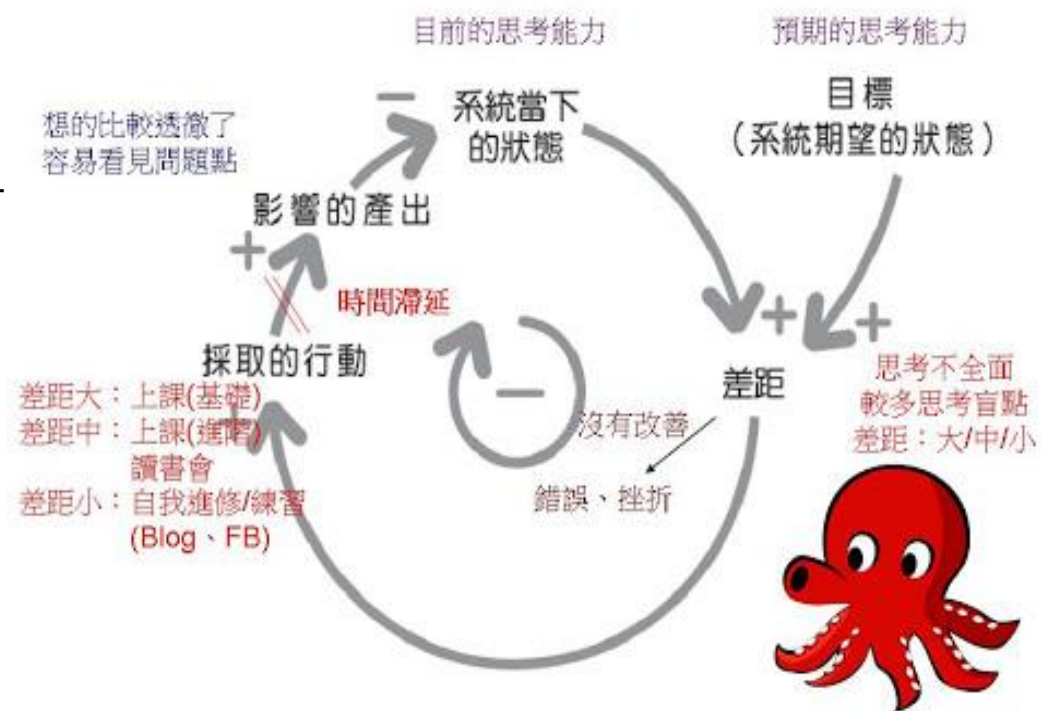 目前的思考能力
預期的思考能力
系統當下
的狀態
目標
(系統期望的狀態)
想的比較透徹了
容易看見問題點
影響的產出
時間滯延
採取的行動
差距大:上課(基礎)
差距中:上課(進階)
讀書會
差距小:自我進修/練習
(Blog、FB)
差距
思考不全面
較多思考盲點
差距:大/中/小
沒有改善
錯誤、挫折
−
+
+
+
+
−